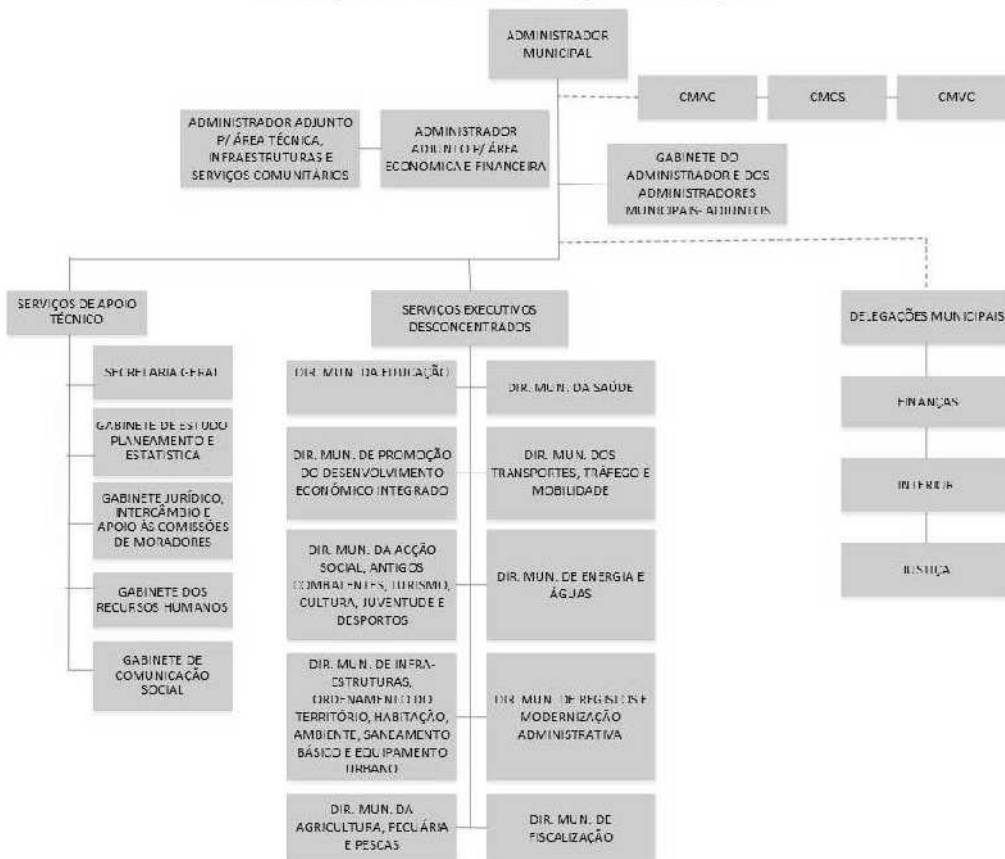 ADMINISTRADOR
MUNICIPAL
CMAC
CMCS
CMVC
ADMINISTRADOR ADJUNTO
P/ ÁREA TÉCNICA,
INFRAESTRUTURAS E
SERVIÇOS COMUNITÁRIOS
ADMINISTRADOR
ADJUNTO P/ ÁREA
ECONOMICA E FINANCEIRA
GABINETE DO
ADMINISTRADOR E DOS
ADMINISTRADORES
MUNICIPAIS- ADJUNTOS
SERVIÇOS DE APOIO
TÉCNICO
SECRETARIA GERAL
GABINETE DE ESTUDO
PLANEAMENTO E
ESTATÍSTICA
GABINETE JURÍDICO,
INTERCÂMBIO E
APOIO ÀS COMISSÕES
DE MORADORES
GABINETE DOS
RECURSOS HUMANOS
GABINETE DE
COMUNICAÇÃO
SOCIAL
SERVIÇOS EXECUTIVOS
DESCONCENTRADOS
DIR. MUN. DA EDUCAÇÃO
DIR. MUN. DA SAÚDE
DIR. MUN. DE PROMOÇÃO
DO DESENVOLVIMENTO
ECONÓMICO INTEGRADO
DIR. MUN. DOS
TRANSPORTES, TRÁFEGO E
MOBILIDADE
DIR. MUN. DA ACÇÃO
SOCIAL, ANTIGOS
COMBATENTES, TURISMO,
CULTURA, JUVENTUDE E
DESPORTOS
DIR. MUN. DE ENERGIA E
ÁGUAS
DIR. MUN. DE INFRA-
ESTRUTURAS,
ORDENAMENTO DO
TERRITÓRIO, HABITAÇÃO,
AMBIENTE, SANEAMENTO
BÁSICO E EQUIPAMENTO
URBANO
DIR. MUN. DE REGISTOS E
MODERNIZAÇÃO
ADMINISTRATIVA
DIR. MUN. DA
AGRICULTURA, PECUÁRIA
E PESCAS
DIR. MUN. DE
FISCALIZAÇÃO
DELEGAÇÕES MUNICIPAIS
FINANÇAS
INTERIOR
JUSTIÇA